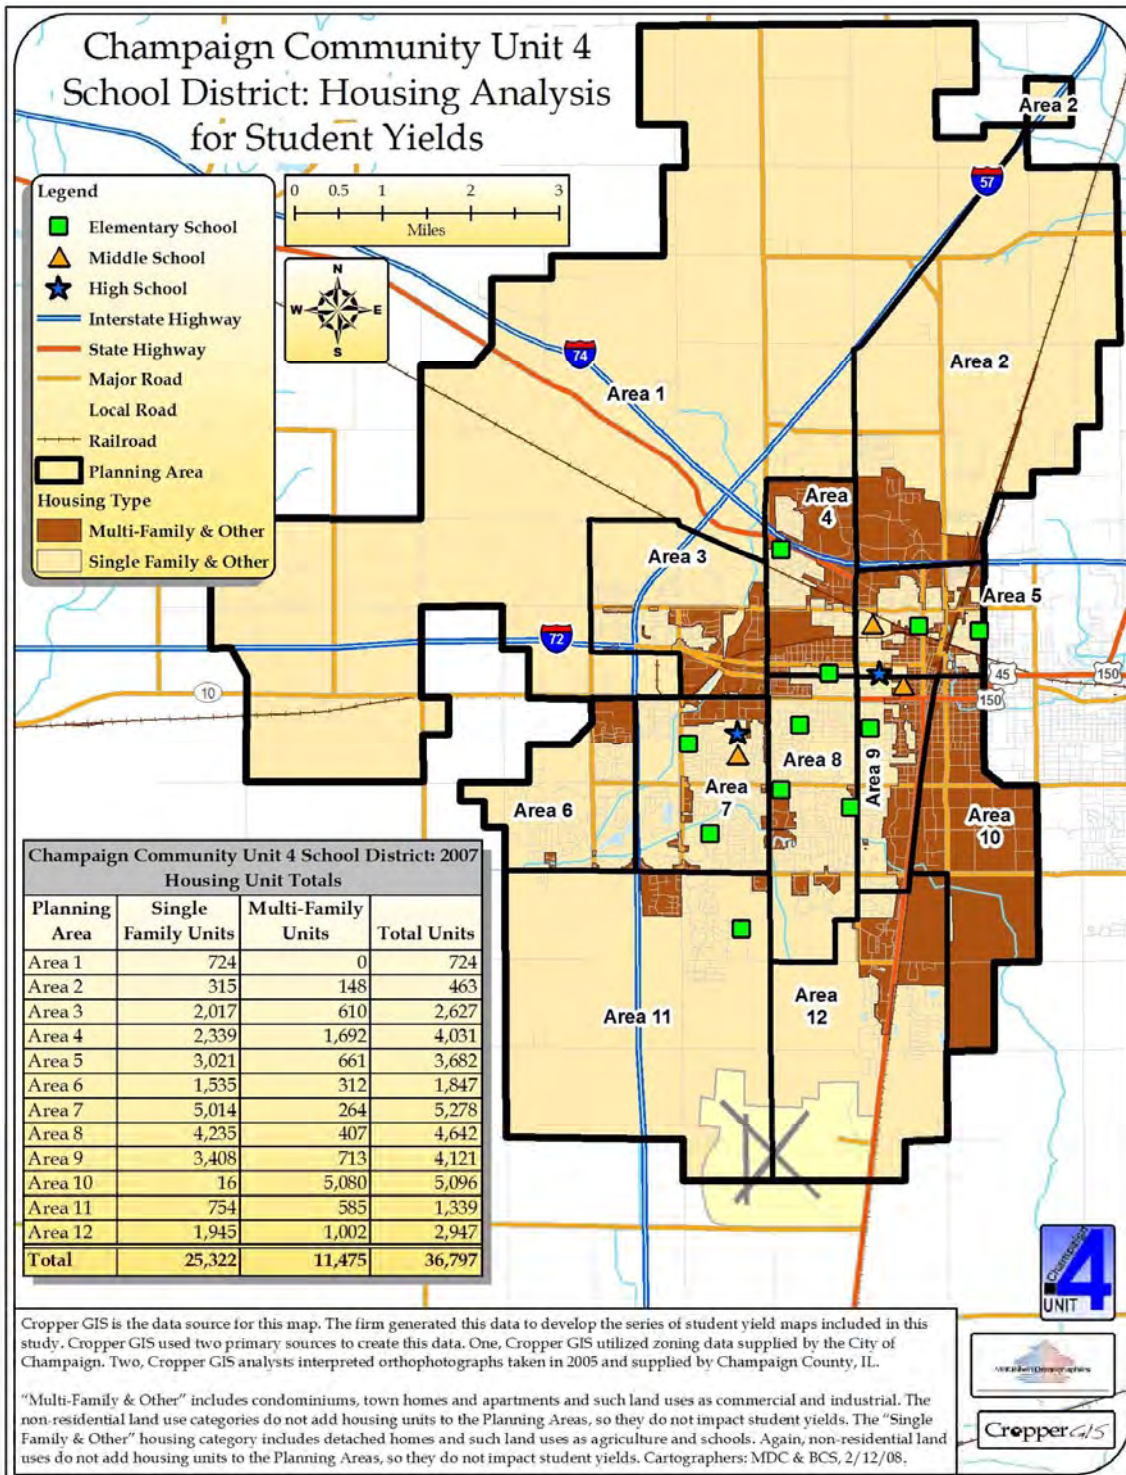 Champaign Community Unit 4
School District: Housing Analysis
for Student Yields
Legend
Elementary School
Middle School
High School
Interstate Highway
State Highway
Major Road
Local Road
Railroad
Planning Area
Housing Type
Multi-Family & Other
Single Family & Other
0 0.5 1 2 3
Miles
N
W E
S
Area 2
57
74
Area 1
Area 2
Area
4
Area 3
Area 5
72
10
45
150
150
Area 6
Area
7
Area 8
Area 9
Area
10
Area 11
Area
12
Champaign Community Unit 4 School District: 2007
Housing Unit Totals
Planning Area Single Family Units Multi-Family Units Total Units
Area 1 724 0 724
Area 2 315 148 463
Area 3 2,017 610 2,627
Area 4 2,339 1,692 4,031
Area 5 3,021 661 3,682
Area 6 1,535 312 1,847
Area 7 5,014 264 5,278
Area 8 4,235 407 4,642
Area 9 3,408 713 4,121
Area 10 16 5,080 5,096
Area 11 754 585 1,339
Area 12 1,945 1,002 2,947
Total 25,322 11,475 36,797
Champaign
4
UNIT
Cropper GIS is the data source for this map. The firm generated this data to develop the series of student yield maps included in this
study. Cropper GIS used two primary sources to create this data. One, Cropper GIS utilized zoning data supplied by the City of
Champaign. Two, Cropper GIS analysts interpreted orthophotographs taken in 2005 and supplied by Champaign County, IL.
"Multi-Family & Other" includes condominiums, town homes and apartments and such land uses as commercial and industrial. The
non-residential land use categories do not add housing units to the Planning Areas, so they do not impact student yields. The "Single
Family & Other" housing category includes detached homes and such land uses as agriculture and schools. Again, non-residential land
uses do not add housing units to the Planning Areas, so they do not impact student yields. Cartographers: MDC & BCS, 2/12/08.
Cropper GIS